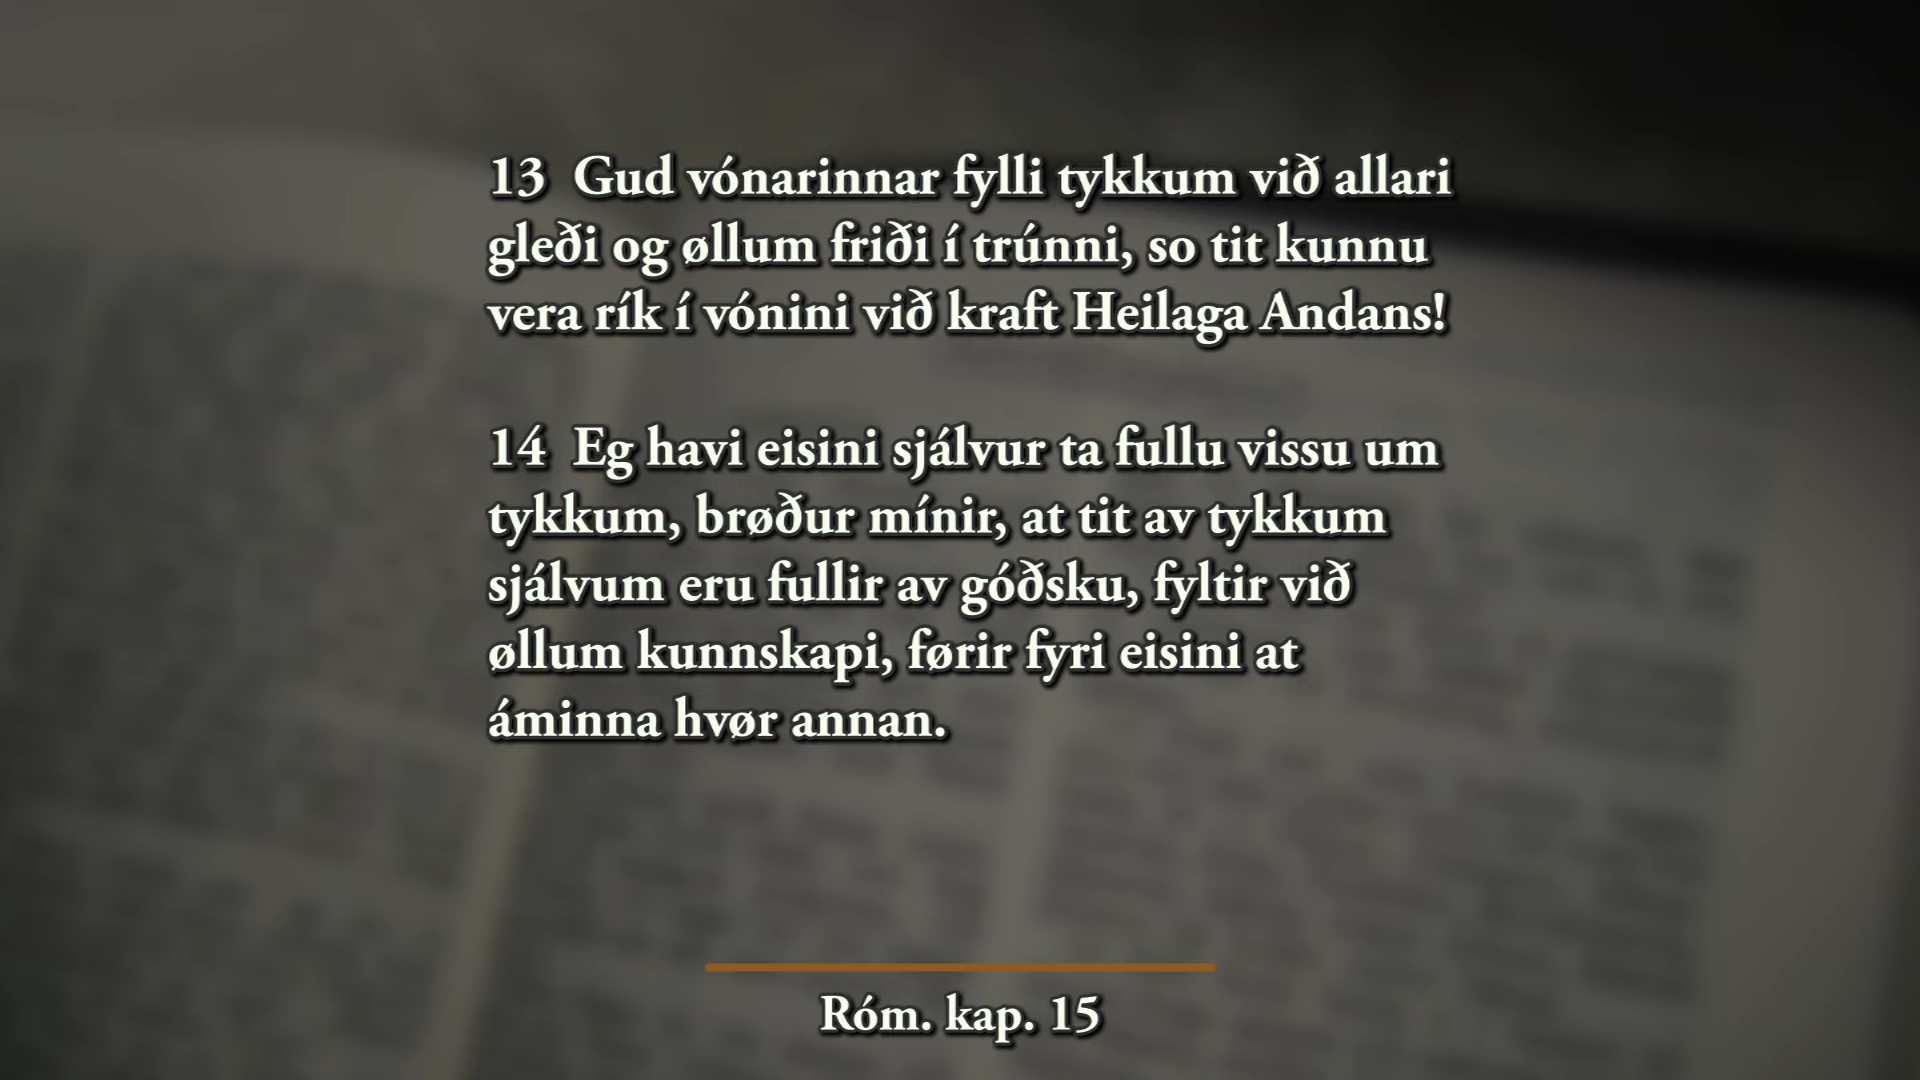 13 Gud vónarinnar fylli tykkum við allari
gleði og øllum friði í trúnni, so tit kunnu
vera rík í vónini við kraft Heilaga Andans!
14 Eg havi eisini sjálvur ta fullu vissu um
tykkum, brøður mínir, at tit av tykkum
sjálvum eru fullir av góðsku, fyltir við
øllum kunnskapi, førir fyri eisini at
áminna hvør annan.
Róm. kap. 15